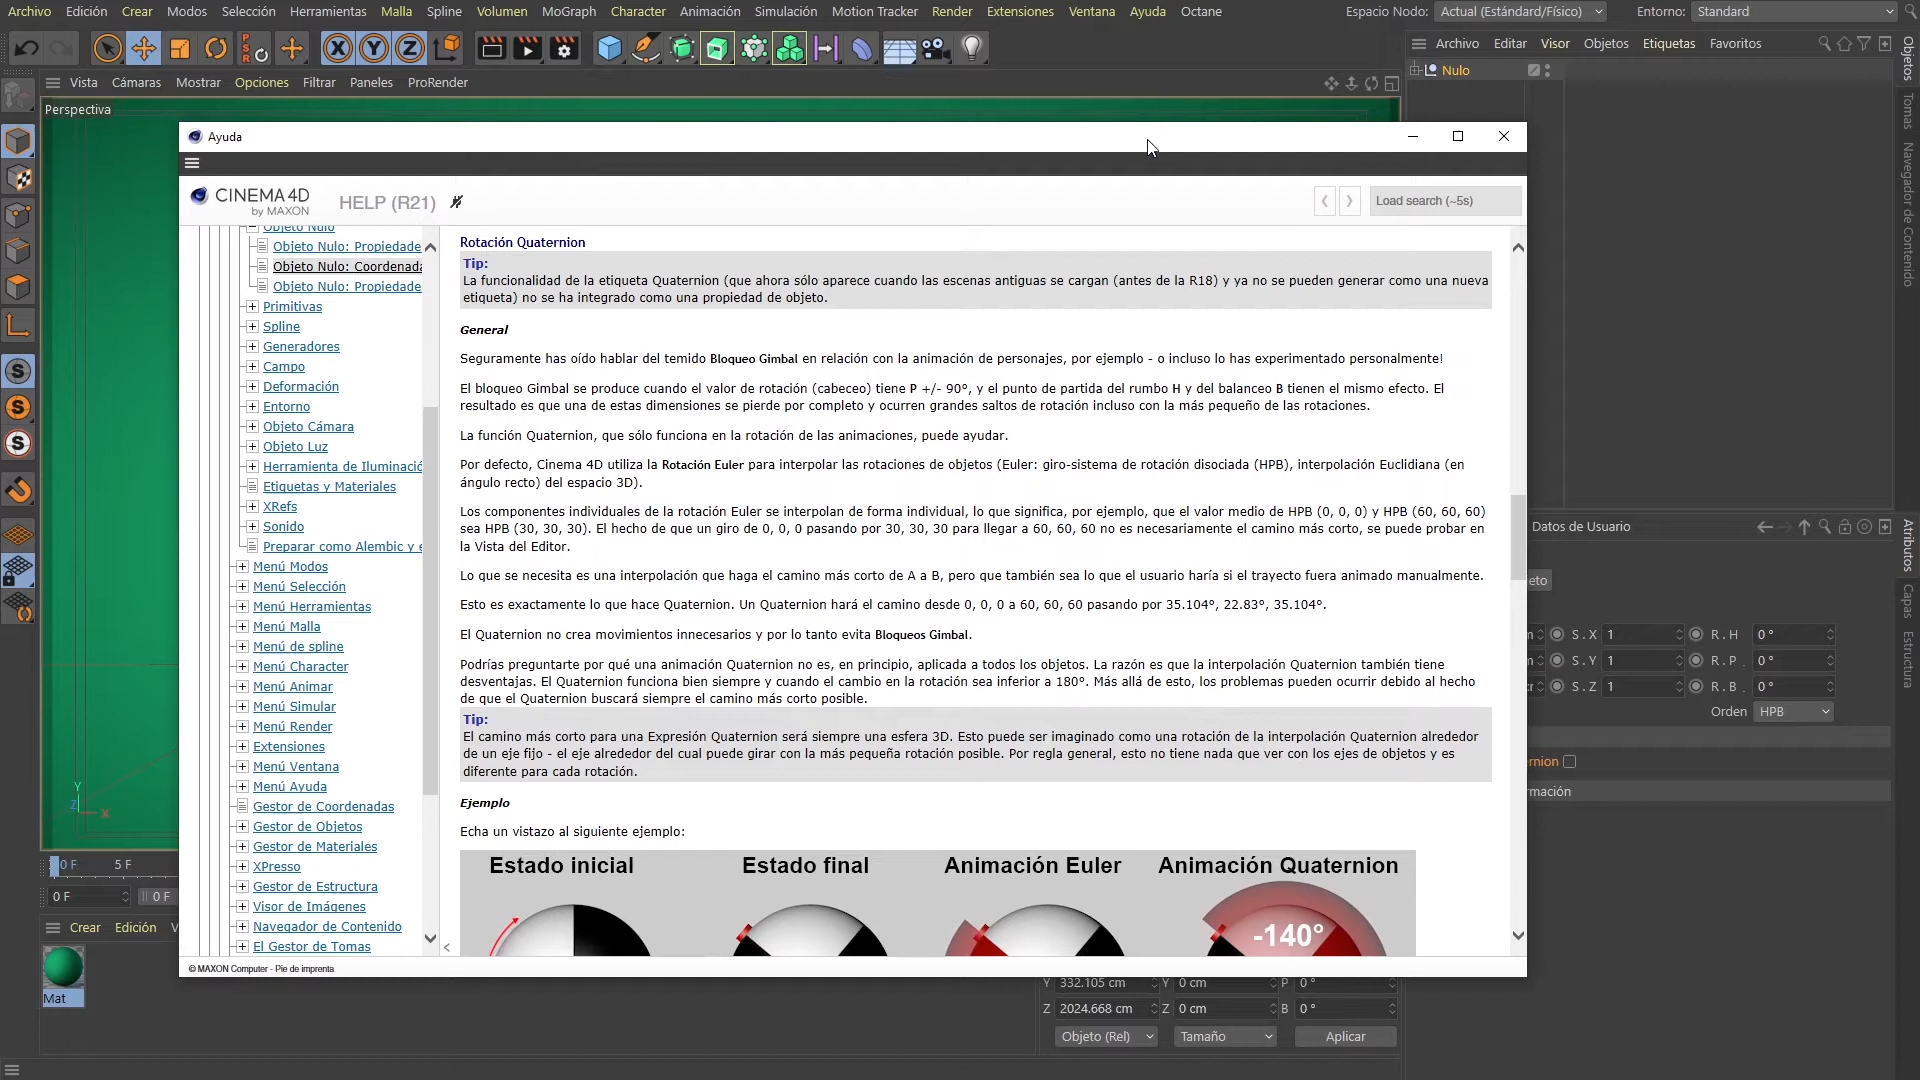 Archivo Edición Crear Modos Selección Herramientas Malla Spline Volumen MoGraph Character Animación Simulación Motion Tracker Render Extensiones Ventana Ayuda Octane Espacio Nodo: Actual (Estándar/Físico) Entorno: Standard
X Y Z
PSR
Archivo Editar Visor Objetos Etiquetas Favoritos
Nulo
Vista Cámaras Mostrar Opciones Filtrar Paneles ProRender
Perspectiva
Ayuda
CINEMA 4D
by MAXON
HELP (R21)
Load search (~5s)
Objeto Nulo
Objeto Nulo: Propiedade
Objeto Nulo: Coordenada
Objeto Nulo: Propiedade
Primitivas
Spline
Generadores
Campo
Deformación
Entorno
Objeto Cámara
Objeto Luz
Herramienta de Iluminació
Etiquetas y Materiales
XRefs
Sonido
Preparar como Alembic y e
Menú Modos
Menú Selección
Menú Herramientas
Menú Malla
Menú de spline
Menú Character
Menú Animar
Menú Simular
Menú Render
Extensiones
Menú Ventana
Menú Ayuda
Gestor de Coordenadas
Gestor de Objetos
Gestor de Materiales
XPresso
Gestor de Estructura
Visor de Imágenes
Navegador de Contenido
El Gestor de Tomas
Rotación Quaternion
Tip:
La funcionalidad de la etiqueta Quaternion (que ahora sólo aparece cuando las escenas antiguas se cargan (antes de la R18) y ya no se pueden generar como una nueva
etiqueta) no se ha integrado como una propiedad de objeto.
General
Seguramente has oído hablar del temido Bloqueo Gimbal en relación con la animación de personajes, por ejemplo - o incluso lo has experimentado personalmente!
El bloqueo Gimbal se produce cuando el valor de rotación (cabeceo) tiene P +/- 90°, y el punto de partida del rumbo H y del balanceo B tienen el mismo efecto. El
resultado es que una de estas dimensiones se pierde por completo y ocurren grandes saltos de rotación incluso con la más pequeño de las rotaciones.
La función Quaternion, que sólo funciona en la rotación de las animaciones, puede ayudar.
Por defecto, Cinema 4D utiliza la Rotación Euler para interpolar las rotaciones de objetos (Euler: giro-sistema de rotación disociada (HPB), interpolación Euclidiana (en
ángulo recto) del espacio 3D).
Los componentes individuales de la rotación Euler se interpolan de forma individual, lo que significa, por ejemplo, que el valor medio de HPB (0, 0, 0) y HPB (60, 60, 60)
sea HPB (30, 30, 30). El hecho de que un giro de 0, 0, 0 pasando por 30, 30, 30 para llegar a 60, 60, 60 no es necesariamente el camino más corto, se puede probar en
la Vista del Editor.
Lo que se necesita es una interpolación que haga el camino más corto de A a B, pero que también sea lo que el usuario haría si el trayecto fuera animado manualmente.
Esto es exactamente lo que hace Quaternion. Un Quaternion hará el camino desde 0, 0, 0 a 60, 60, 60 pasando por 35.104°, 22.83°, 35.104°.
El Quaternion no crea movimientos innecesarios y por lo tanto evita Bloqueos Gimbal.
Podrías preguntarte por qué una animación Quaternion no es, en principio, aplicada a todos los objetos. La razón es que la interpolación Quaternion también tiene
desventajas. El Quaternion funciona bien siempre y cuando el cambio en la rotación sea inferior a 180°. Más allá de esto, los problemas pueden ocurrir debido al hecho
de que el Quaternion buscará siempre el camino más corto posible.
Tip:
El camino más corto para una Expresión Quaternion será siempre una esfera 3D. Esto puede ser imaginado como una rotación de la interpolación Quaternion alrededor
de un eje fijo - el eje alrededor del cual puede girar con la más pequeña rotación posible. Por regla general, esto no tiene nada que ver con los ejes de objetos y es
diferente para cada rotación.
Ejemplo
Echa un vistazo al siguiente ejemplo:
Estado inicial Estado final Animación Euler Animación Quaternion
-140°
© MAXON Computer - Pie de imprenta
Objetos
Tomas
Navegador de Contenido
Datos de Usuario
eto
S . X 1 R . H 0 °
S . Y 1 R . P 0 °
S . Z 1 R . B 0 °
Orden HPB
rnion
rmación
Atributos
Capas
Estructura
Y
Z
X
0 F 5 F
0 F 0 F
Crear Edición V
Mat
Y 332.105 cm Y 0 cm P 0 °
Z 2024.668 cm Z 0 cm B 0 °
Objeto (Rel) Tamaño Aplicar